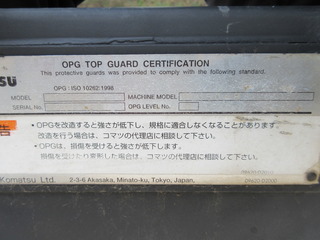 OPG TOP GUARD CERTIFICATION
This protective guards was provided to comply with the following standard.
TSU
OPG : ISO 10262:1998
MODEL
MACHINE MODEL
SERIAL No.
OPG LEVEL
•OPGを改造すると強さが低下し、規格に適合しなくなることがあります。
改造を行う場合は、コマツの代理店に相談して下さい。
•OPGは、損傷を受けると強さが低下します。
損傷を受けたり変形した場合は、コマツの代理店に相談して下さい。
Komatsu Ltd.
2-3-6 Akasaka, Minato-ku, Tokyo, Japan,